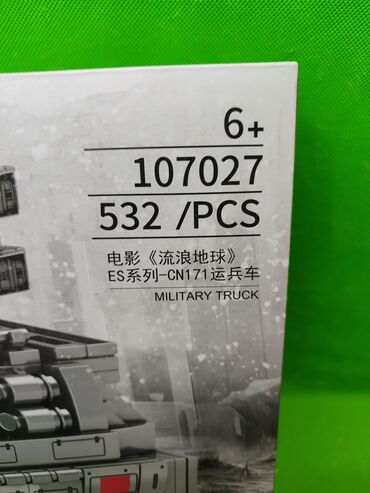 6+
107027
532 /PCS
电影《流浪地球》
ES系列-CN171运兵车
MILITARY TRUCK